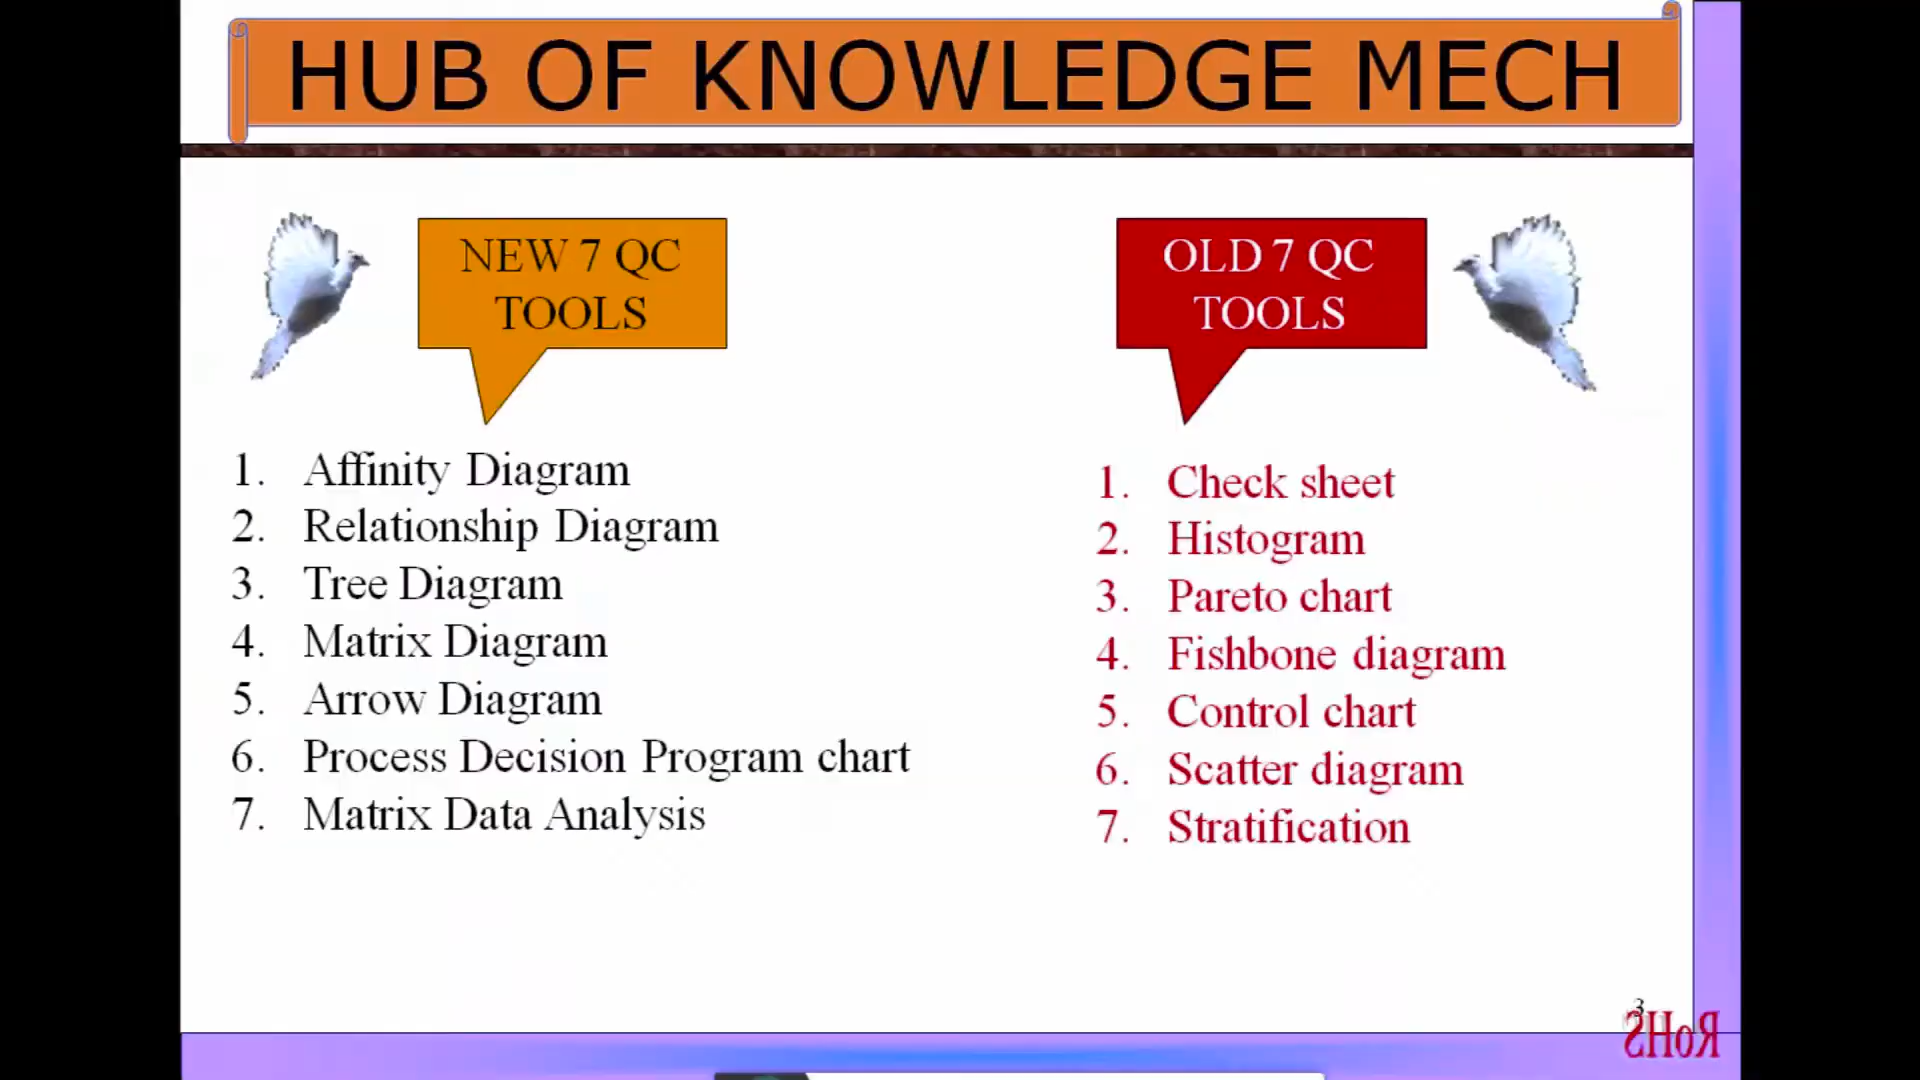 HUB OF KNOWLEDGE MECH
NEW 7 QC
TOOLS
1. Affinity Diagram
2. Relationship Diagram
3. Tree Diagram
4. Matrix Diagram
5. Arrow Diagram
6. Process Decision Program chart
7. Matrix Data Analysis
OLD 7 QC
TOOLS
1. Check sheet
2. Histogram
3. Pareto chart
4. Fishbone diagram
5. Control chart
6. Scatter diagram
7. Stratification
3
RoHS